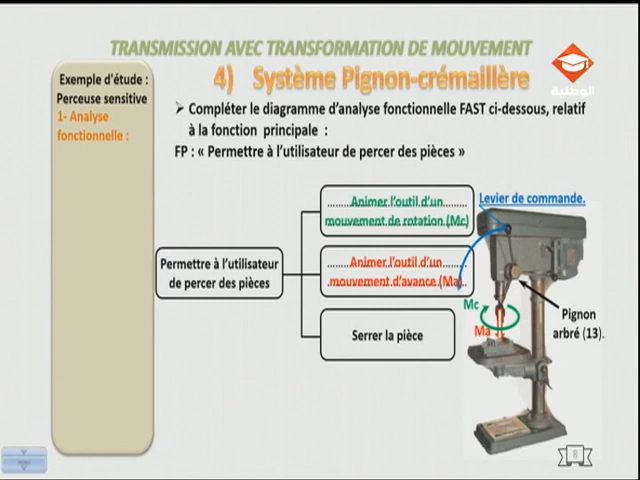 TRANSMISSION AVEC TRANSFORMATION DE MOUVEMENT
4) Système Pignon-crémaillère
الوطنية
Exemple d'étude :
Perceuse sensitive
1- Analyse
fonctionnelle :
➢ Compléter le diagramme d'analyse fonctionnelle FAST ci-dessous, relatif
à la fonction principale :
FP : « Permettre à l'utilisateur de percer des pièces »
Permettre à l'utilisateur
de percer des pièces
Animer l'outil d'un
mouvement de rotation (Mc)
Animer l'outil d'un
mouvement d'avance (Ma)
Serrer la pièce
Levier de commande.
Mc
Ma
Pignon
arbré (13).
8